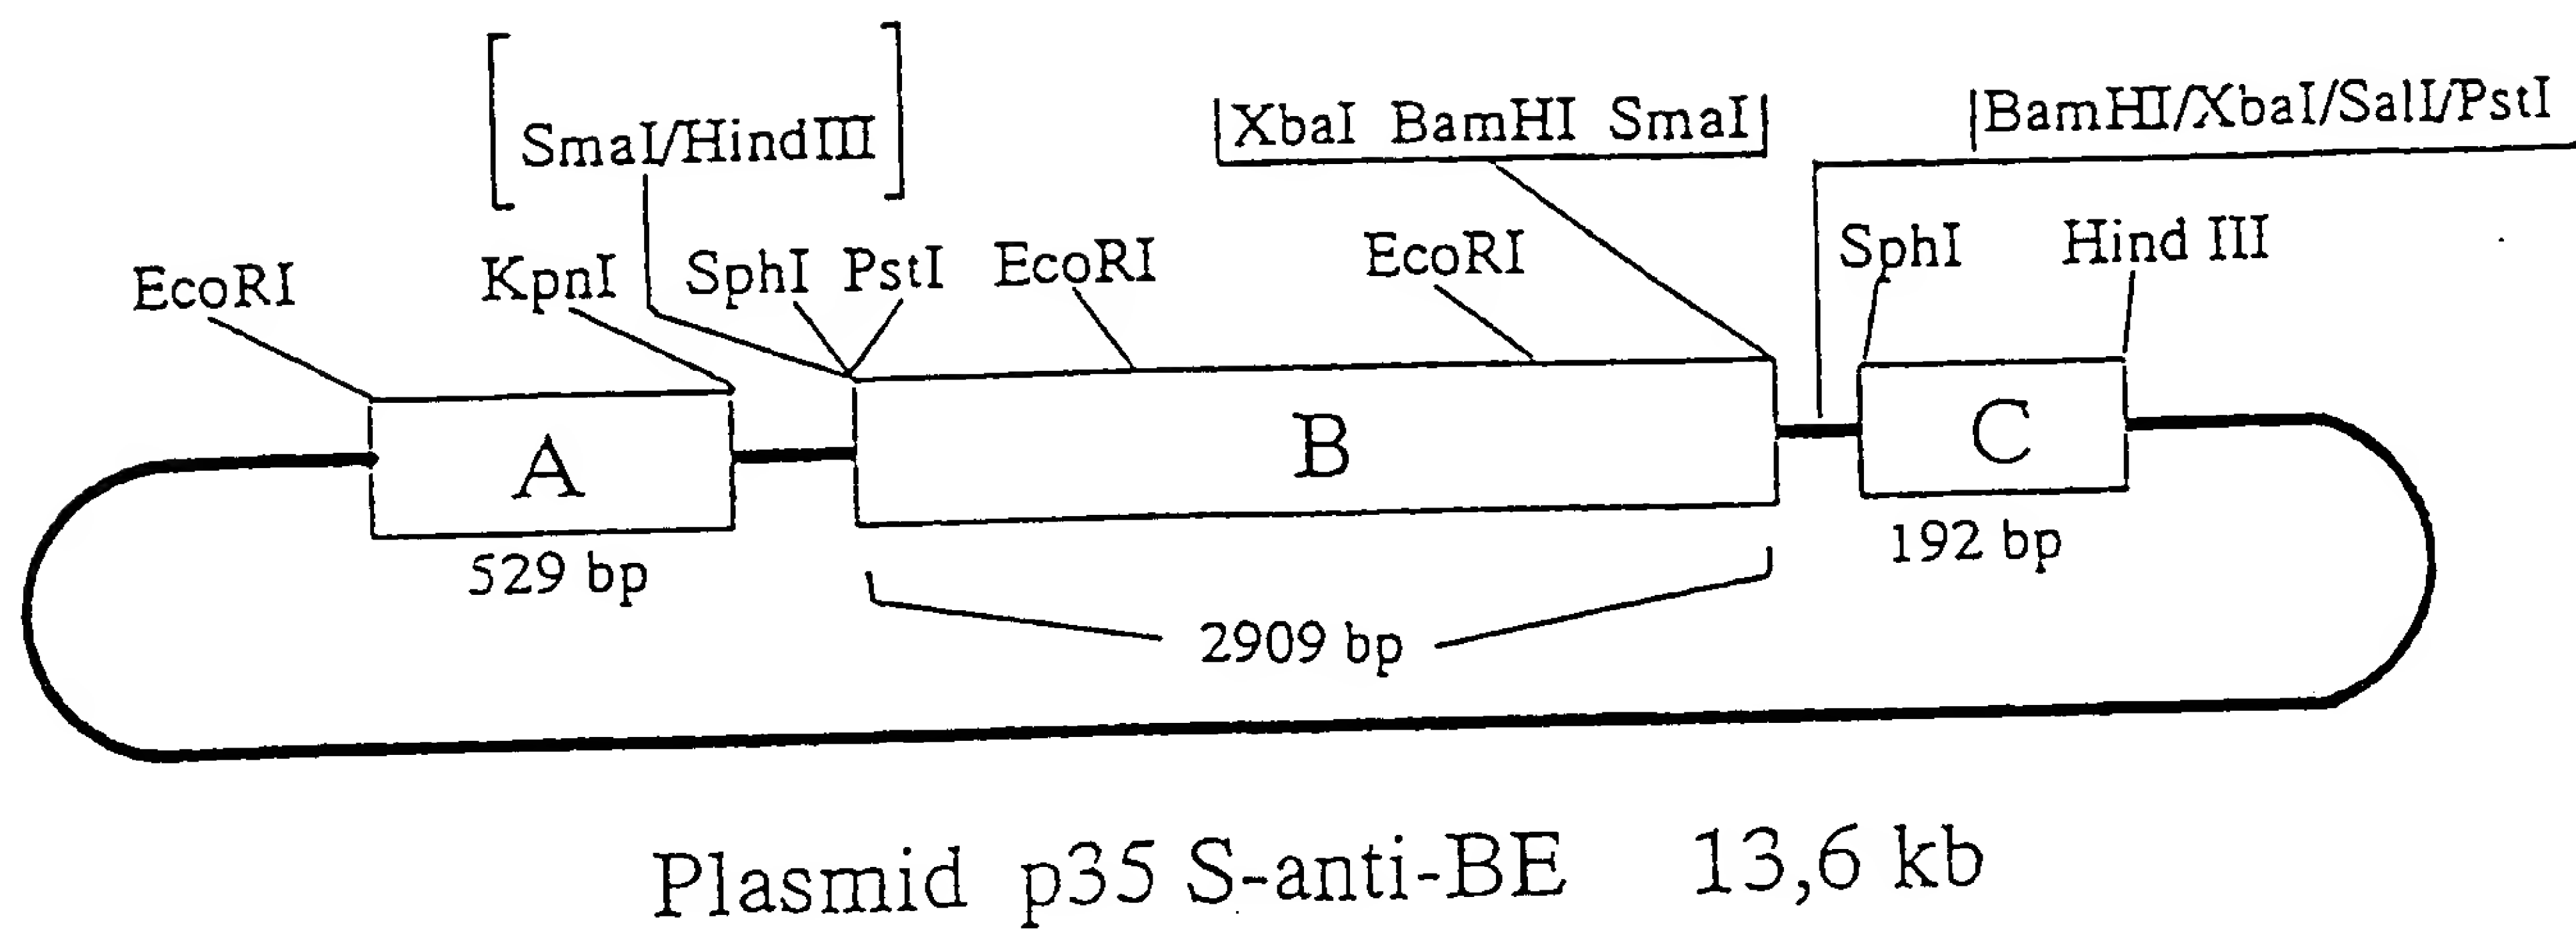 SmaI/HindIII
XbaI BamHI SmaI
BamHI/XbaI/SalI/PstI
EcoRI
KpnI
SphI
PstI
EcoRI
EcoRI
SphI
Hind III
A
B
C
529 bp
2909 bp
192 bp
Plasmid p35 S-anti-BE 13,6 kb